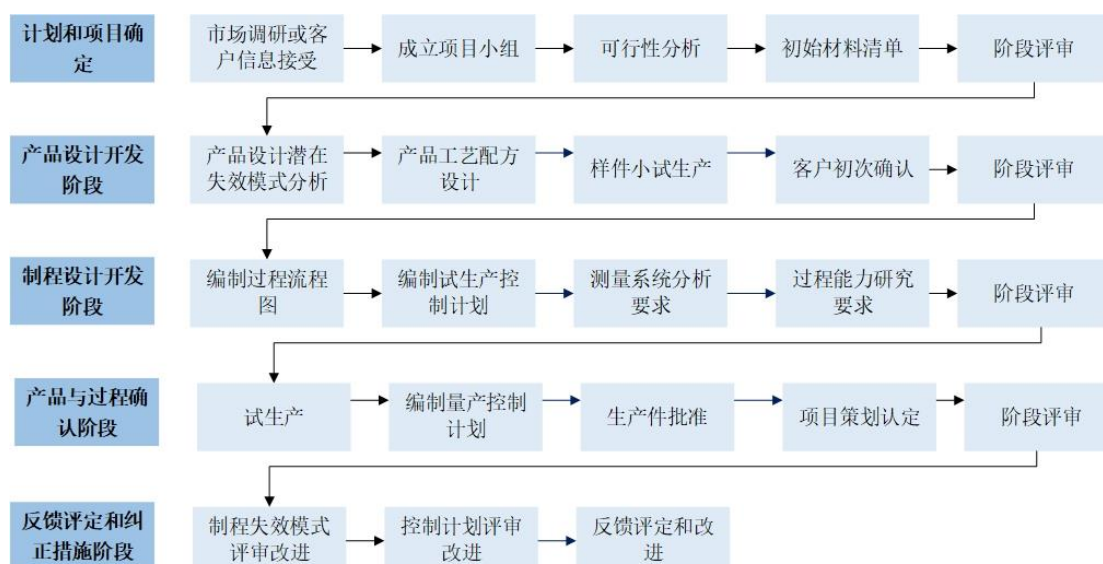 计划和项目确
定
市场调研或客
户信息接受
成立项目小组
可行性分析
初始材料清单
阶段评审
产品设计开发
阶段
产品设计潜在
失效模式分析
产品工艺配方
设计
样件小试生产
客户初次确认
阶段评审
制程设计开发
阶段
编制过程流程
图
编制试生产控
制计划
测量系统分析
要求
过程能力研究
要求
阶段评审
产品与过程确
认阶段
试生产
编制量产控制
计划
生产件批准
项目策划认定
阶段评审
反馈评定和纠
正措施阶段
制程失效模式
评审改进
控制计划评审
改进
反馈评定和改
进